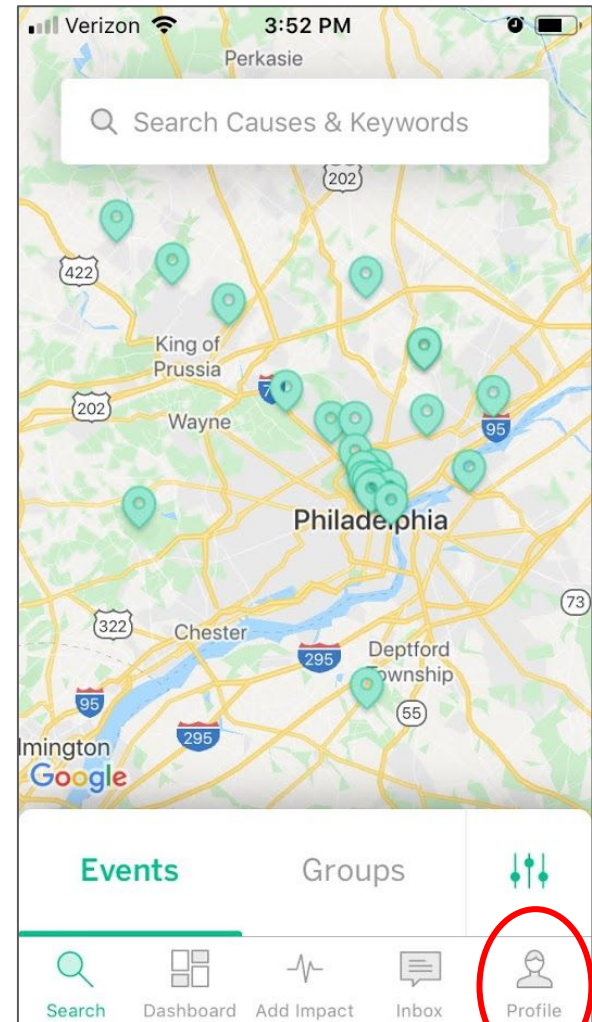 Verizon 3:52 PM
Perkasie
Search Causes & Keywords
202
422
King of
Prussia
202
Wayne
95
Philadelphia
73
322
Chester
295
Deptford
Township
95
55
295
lmington
Google
Events Groups
Search Dashboard Add Impact Inbox Profile